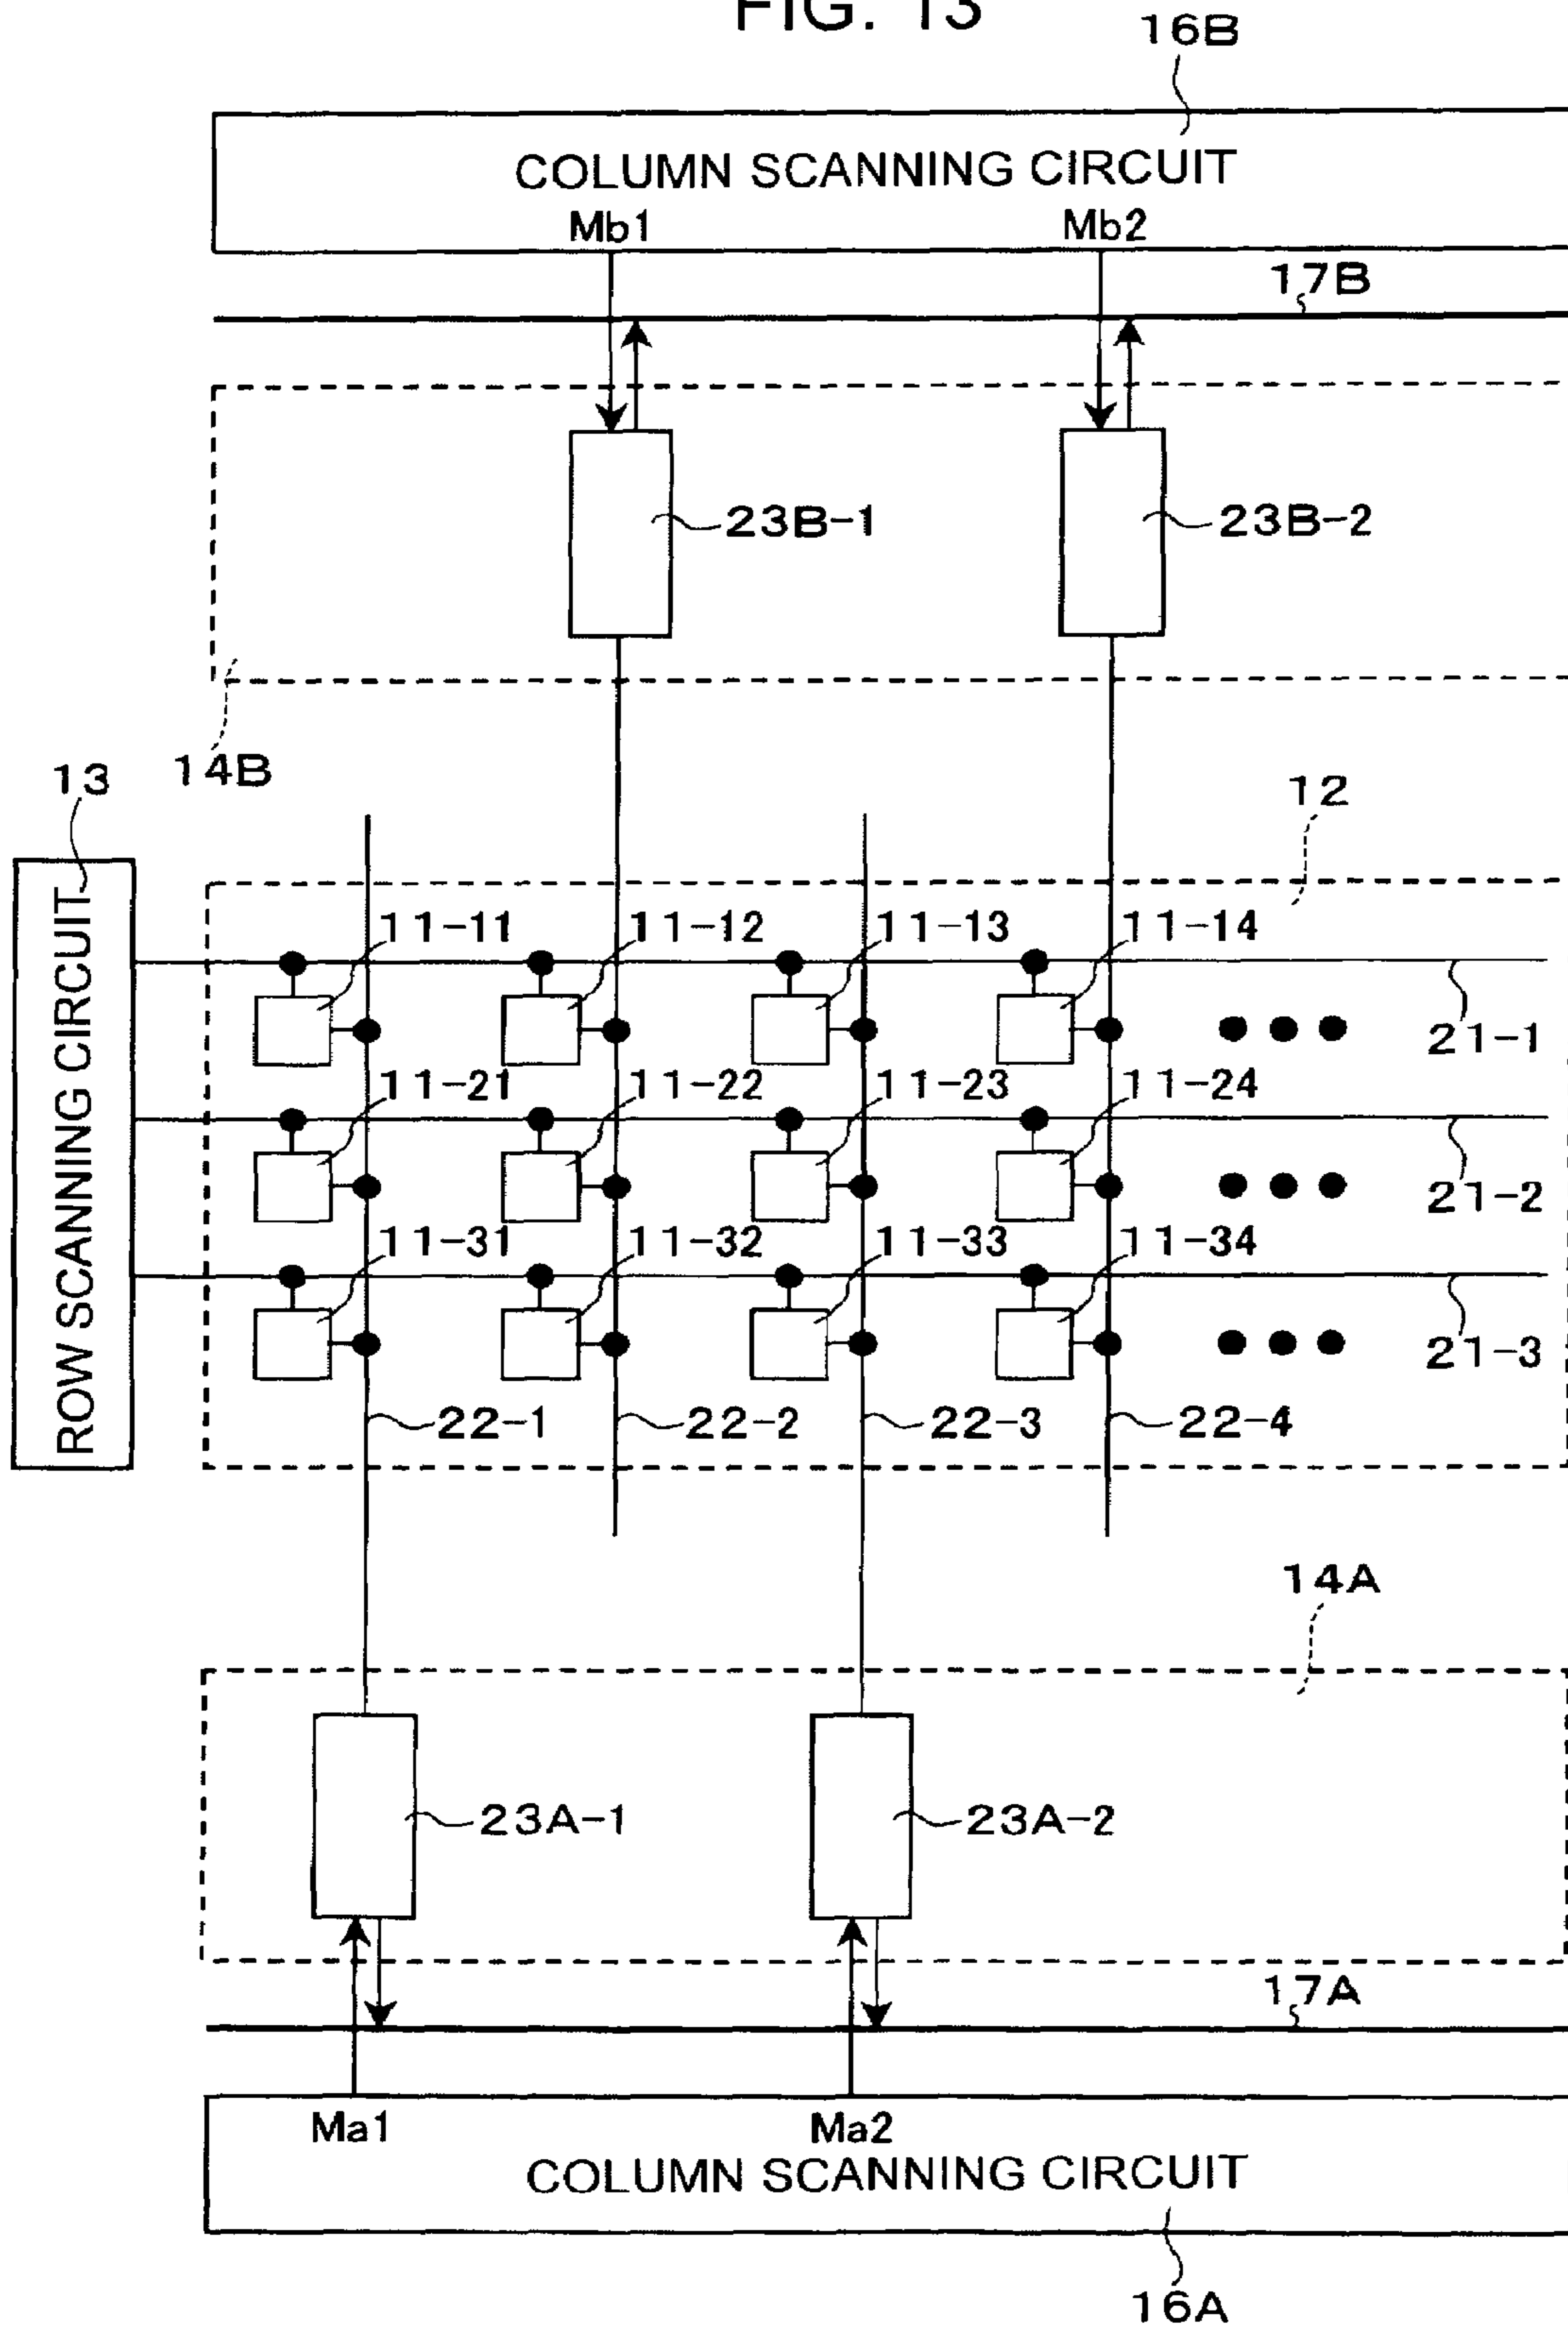 FIG. 13
16B
COLUMN SCANNING CIRCUIT
Mb1 Mb2
17B
23B-1 23B-2
14B
13
12
ROW SCANNING CIRCUIT
11-11 11-12 11-13 11-14
21-1
11-21 11-22 11-23 11-24
21-2
11-31 11-32 11-33 11-34
21-3
22-1 22-2 22-3 22-4
14A
23A-1 23A-2
17A
Ma1 Ma2
COLUMN SCANNING CIRCUIT
16A